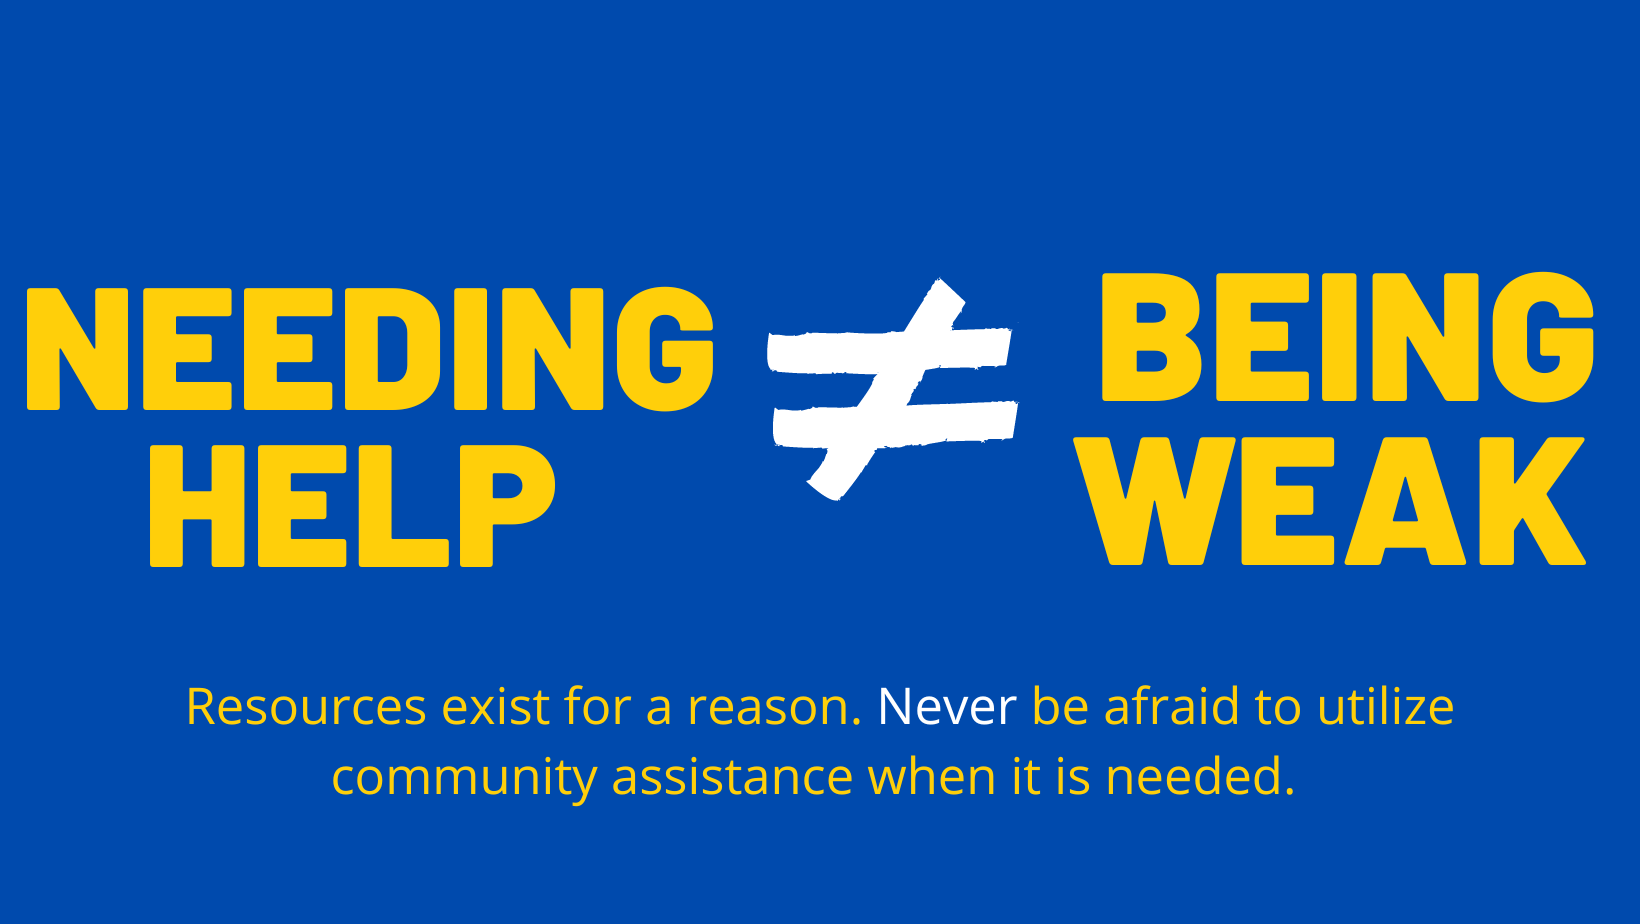 NEEDING
HELP
≠
BEING
WEAK
Resources exist for a reason. Never be afraid to utilize
community assistance when it is needed.